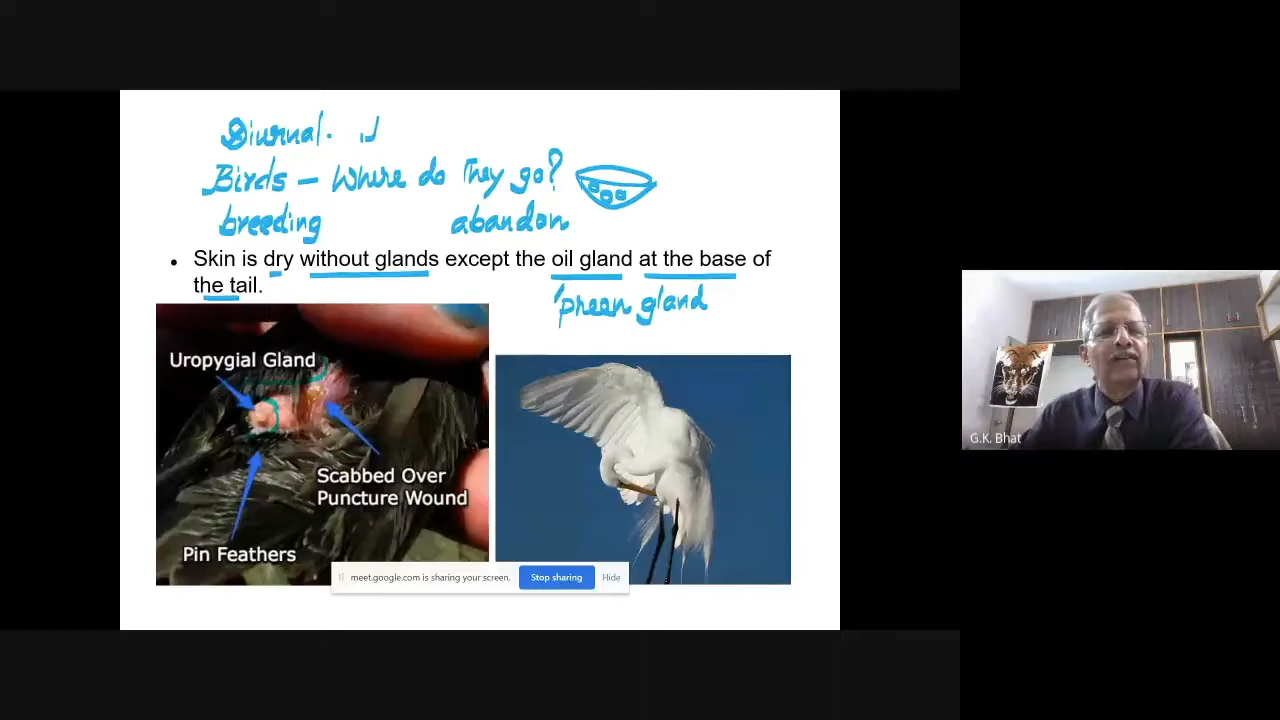 Diurnal.
Birds – Where do They go?
breeding abandon
• Skin is dry without glands except the oil gland at the base of
the tail.
'preen gland
Uropygial Gland
Scabbed Over
Puncture Wound
Pin Feathers
meet.google.com is sharing your screen. Stop sharing Hide
G.K. Bhat